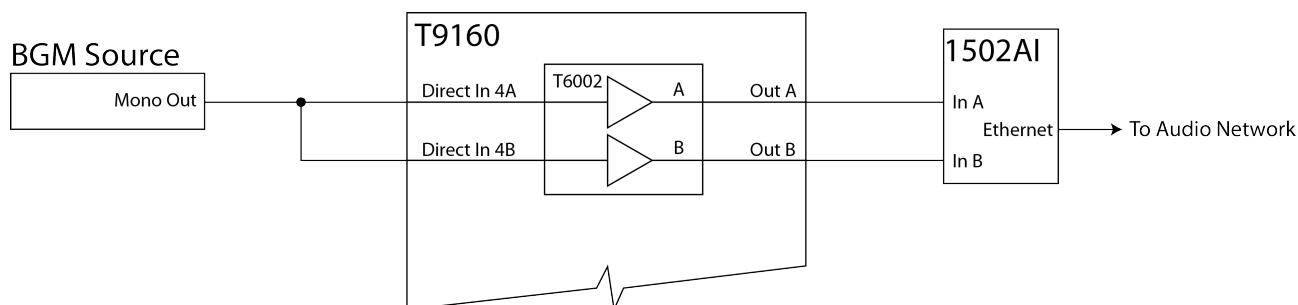 T9160
BGM Source
1502AI
Mono Out
Direct In 4A
T6002
A
Out A
In A
Ethernet
To Audio Network
Direct In 4B
B
Out B
In B